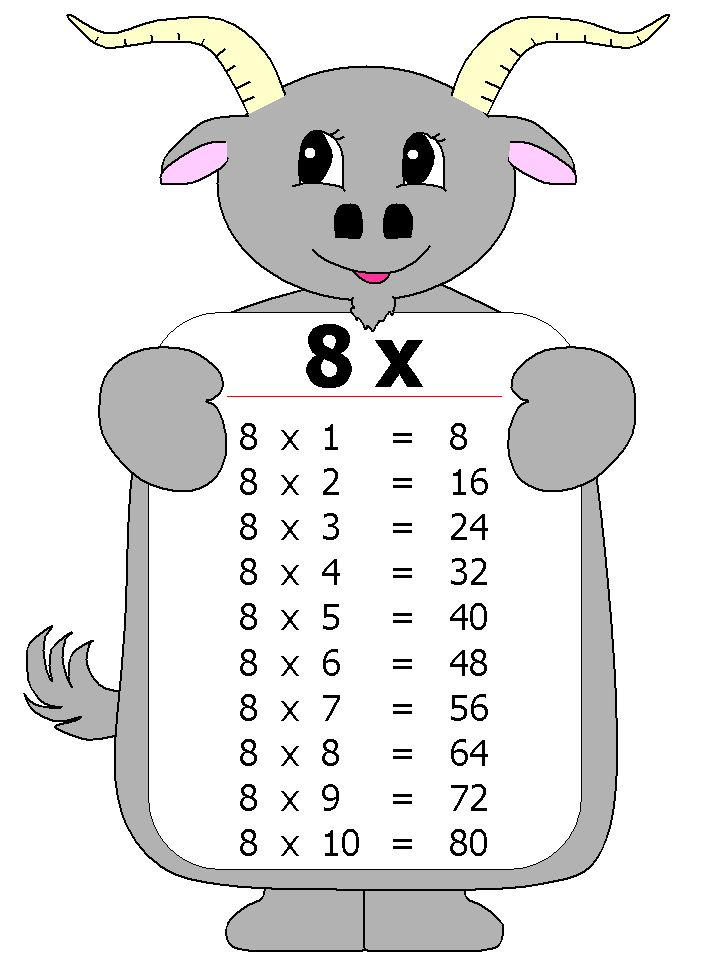 8 x
8 x 1 = 8
8 x 2 = 16
8 x 3 = 24
8 x 4 = 32
8 x 5 = 40
8 x 6 = 48
8 x 7 = 56
8 x 8 = 64
8 x 9 = 72
8 x 10 = 80